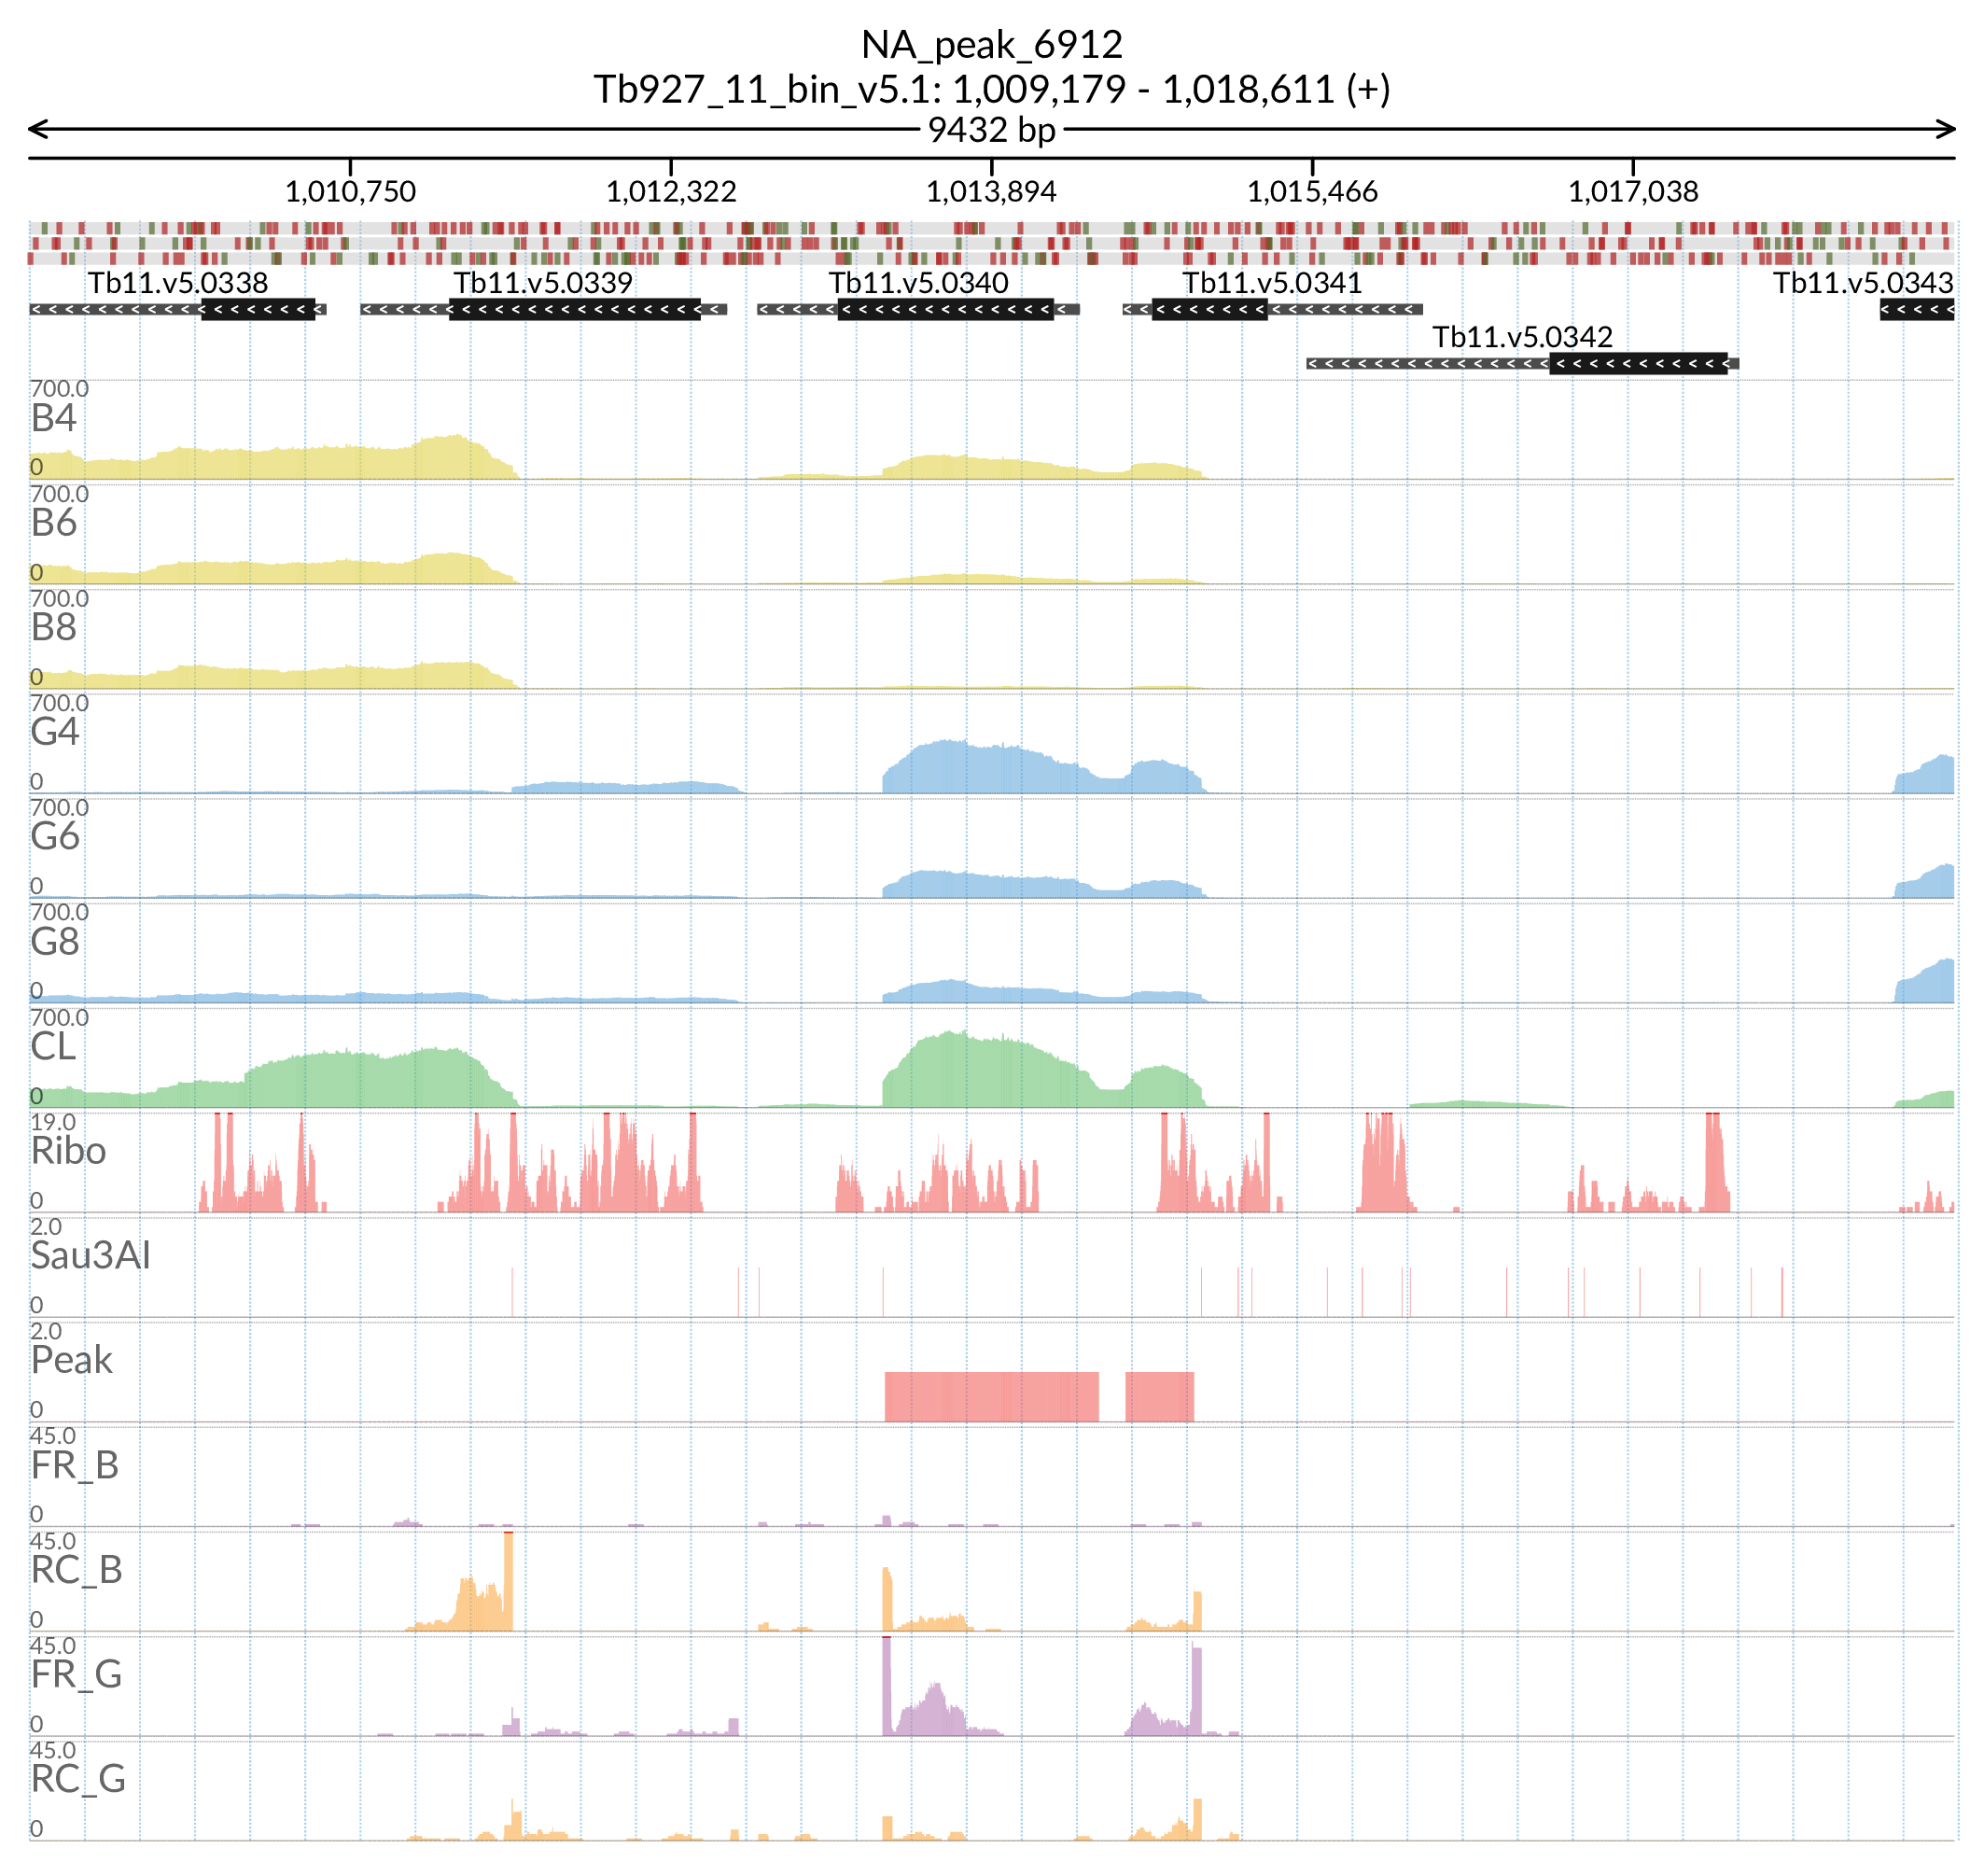 NA_peak_6912
Tb927_11_bin_v5.1: 1,009,179 - 1,018,611 (+)
9432 bp
1,010,750 1,012,322 1,013,894 1,015,466 1,017,038
Tb11.v5.0338 Tb11.v5.0339 Tb11.v5.0340 Tb11.v5.0341 Tb11.v5.0343
Tb11.v5.0342
700.0
B4
0
700.0
B6
0
700.0
B8
0
700.0
G4
0
700.0
G6
0
700.0
G8
0
700.0
CL
0
19.0
Ribo
0
2.0
Sau3AI
0
2.0
Peak
0
45.0
FR_B
0
45.0
RC_B
0
45.0
FR_G
0
45.0
RC_G
0